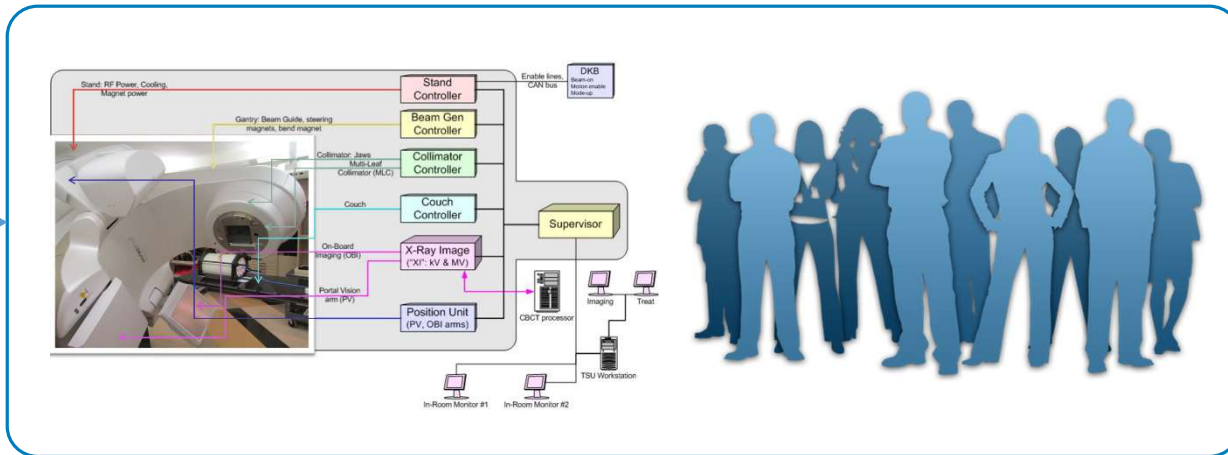 Stand: RF Power, Cooling,
Magnet power
Stand
Controller
Enable lines,
CAN bus
DKB
Beam-on
Motion enable
Mode-up
Gantry: Beam Guide, steering
magnets, bend magnet
Beam Gen
Controller
Collimator: Jaws
Multi-Leaf
Collimator (MLC)
Collimator
Controller
Couch
Couch
Controller
Supervisor
On-Board
Imaging (OBI)
X-Ray Image
("XI": kV & MV)
Portal Vision
arm (PV)
CBCT processor
Imaging
Treat
Position Unit
(PV, OBI arms)
TSU Workstation
In-Room Monitor #1
In-Room Monitor #2